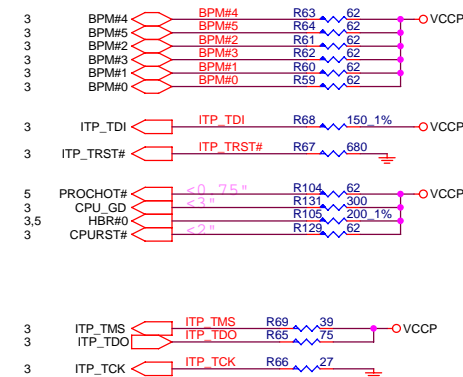 3 BPM#4 BPM#4 R63 62 VCCP
3 BPM#5 BPM#5 R64 62
3 BPM#2 BPM#2 R61 62
3 BPM#3 BPM#3 R62 62
3 BPM#1 BPM#1 R60 62
3 BPM#0 BPM#0 R59 62
3 ITP_TDI ITP_TDI R68 150_1% VCCP
3 ITP_TRST# ITP_TRST# R67 680
5 PROCHOT# <0.75" R104 62 VCCP
3 CPU_GD <3" R131 300
3,5 HBR#0 R105 200_1%
3 CPURST# <2" R129 62
3 ITP_TMS ITP_TMS R69 39 VCCP
3 ITP_TDO ITP_TDO R65 75
3 ITP_TCK ITP_TCK R66 27